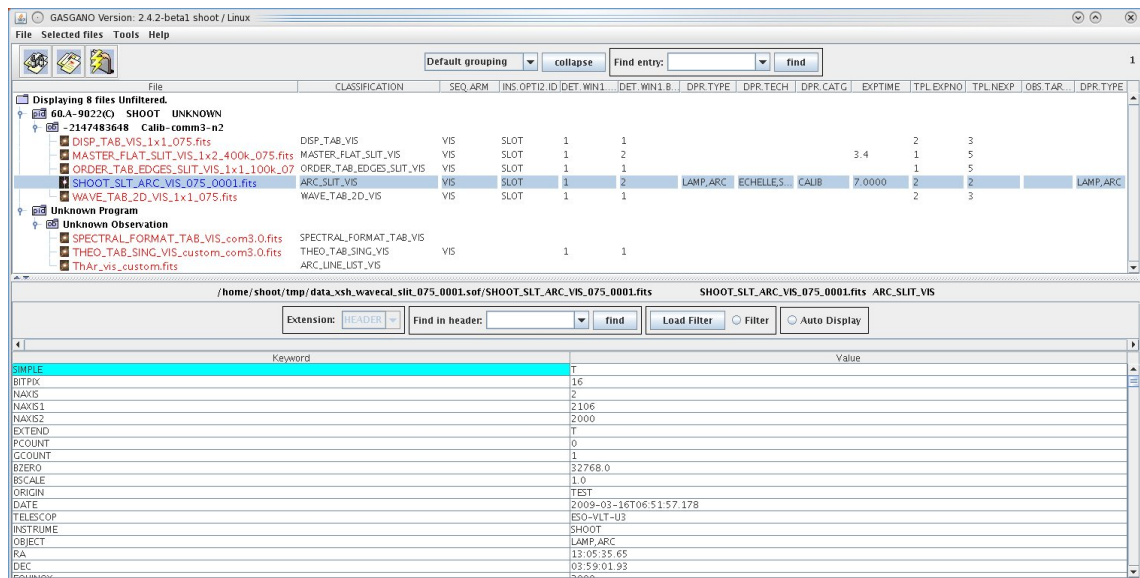 GASGANO Version: 2.4.2-beta1 shoot / Linux
File Selected files Tools Help
Default grouping collapse Find entry: find 1
File CLASSIFICATION SEQ.ARM INS.OPTI2.ID DET.WIN1.... DET.WIN1.B... DPR.TYPE DPR.TECH DPR.CATG EXPTIME TPL.EXPNO TPL.NEXP OBS.TAR... DPR.TYPE
Displaying 8 files Unfiltered.
60.A-9022(C) SHOOT UNKNOWN
-2147483648 Calib-comm3-n2
DISP_TAB_VIS_1x1_075.fits DISP_TAB_VIS VIS SLOT 1 1 2 3
MASTER_FLAT_SLIT_VIS_1x2_400k_075.fits MASTER_FLAT_SLIT_VIS VIS SLOT 1 2 3.4 1 5
ORDER_TAB_EDGES_SLIT_VIS_1x1_100k_07 ORDER_TAB_EDGES_SLIT_VIS VIS SLOT 1 1 1 5
SHOOT_SLT_ARC_VIS_075_0001.fits ARC_SLIT_VIS VIS SLOT 1 2 LAMP,ARC ECHELLE,S... CALIB 7.0000 2 2 LAMP,ARC
WAVE_TAB_2D_VIS_1x1_075.fits WAVE_TAB_2D_VIS VIS SLOT 1 1 2 3
Unknown Program
Unknown Observation
SPECTRAL_FORMAT_TAB_VIS_com3.0.fits SPECTRAL_FORMAT_TAB_VIS
THEO_TAB_SING_VIS_custom_com3.0.fits THEO_TAB_SING_VIS VIS 1 1
ThAr_vis_custom.fits ARC_LINE_LIST_VIS
/home/shoot/tmp/data_xsh_wavecal_slit_075_0001.sof/SHOOT_SLT_ARC_VIS_075_0001.fits SHOOT_SLT_ARC_VIS_075_0001.fits ARC_SLIT_VIS
Extension: HEADER Find in header: find Load Filter Filter Auto Display
Keyword Value
SIMPLE T
BITPIX 16
NAXIS 2
NAXIS1 2106
NAXIS2 2000
EXTEND T
PCOUNT 0
GCOUNT 1
BZERO 32768.0
BSCALE 1.0
ORIGIN TEST
DATE 2009-03-16T06:51:57.178
TELESCOP ESO-VLT-U3
INSTRUME SHOOT
OBJECT LAMP,ARC
RA 13:05:35.65
DEC 03:59:01.93